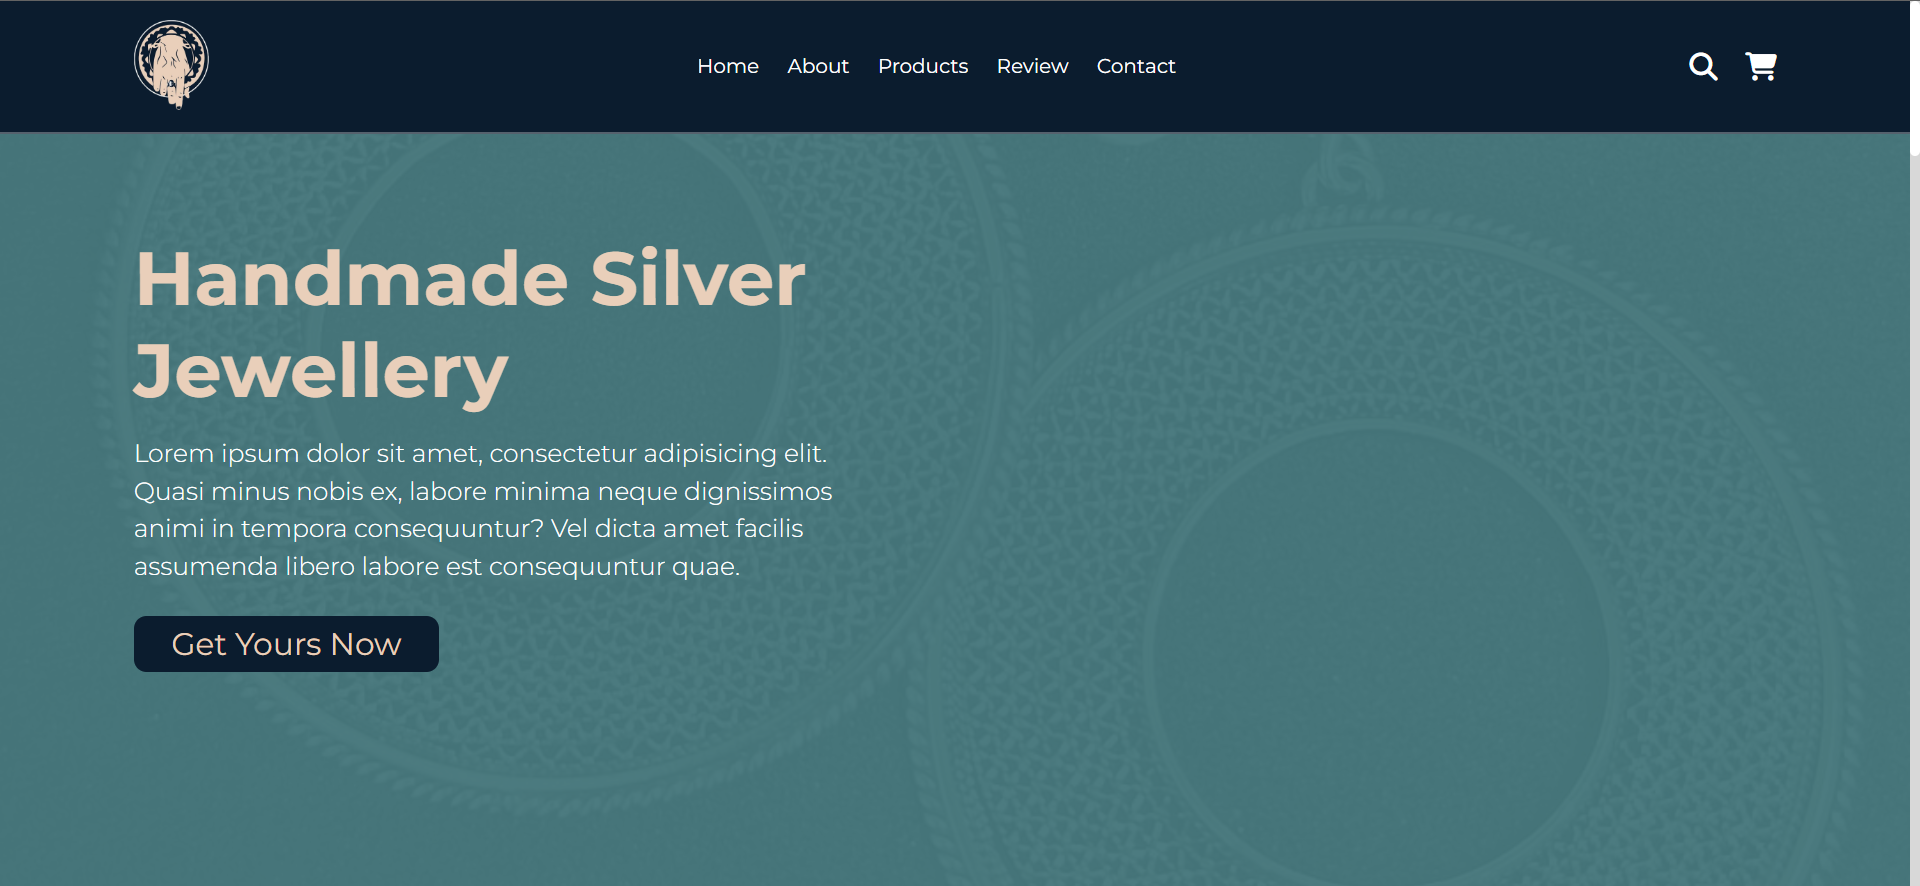 Home About Products Review Contact
Handmade Silver
Jewellery
Lorem ipsum dolor sit amet, consectetur adipisicing elit.
Quasi minus nobis ex, labore minima neque dignissimos
animi in tempora consequuntur? Vel dicta amet facilis
assumenda libero labore est consequuntur quae.
Get Yours Now